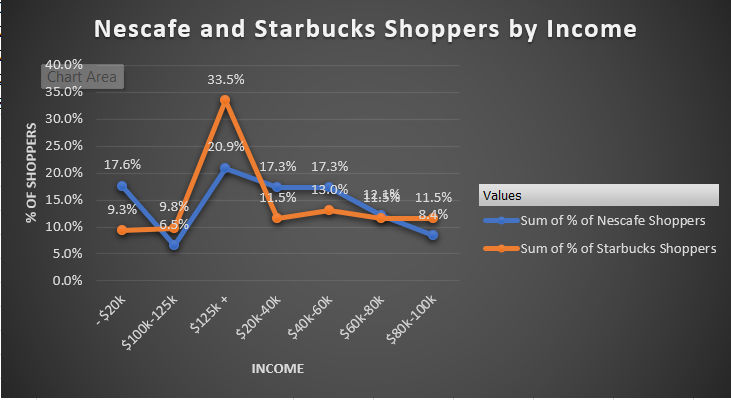 Nescafe and Starbucks Shoppers by Income
40.0%
Chart Area
35.0%
30.0%
25.0%
20.0%
15.0%
10.0%
5.0%
0.0%
% OF SHOPPERS
17.6%
9.3%
9.8%
6.5%
33.5%
20.9%
17.3%
11.5%
17.3%
13.0%
12.1%
11.5%
11.5%
8.4%
- $20k
$100k-125k
$125k +
$20k-40k
$40k-60k
$60k-80k
$80k-100k
INCOME
Values
Sum of % of Nescafe Shoppers
Sum of % of Starbucks Shoppers